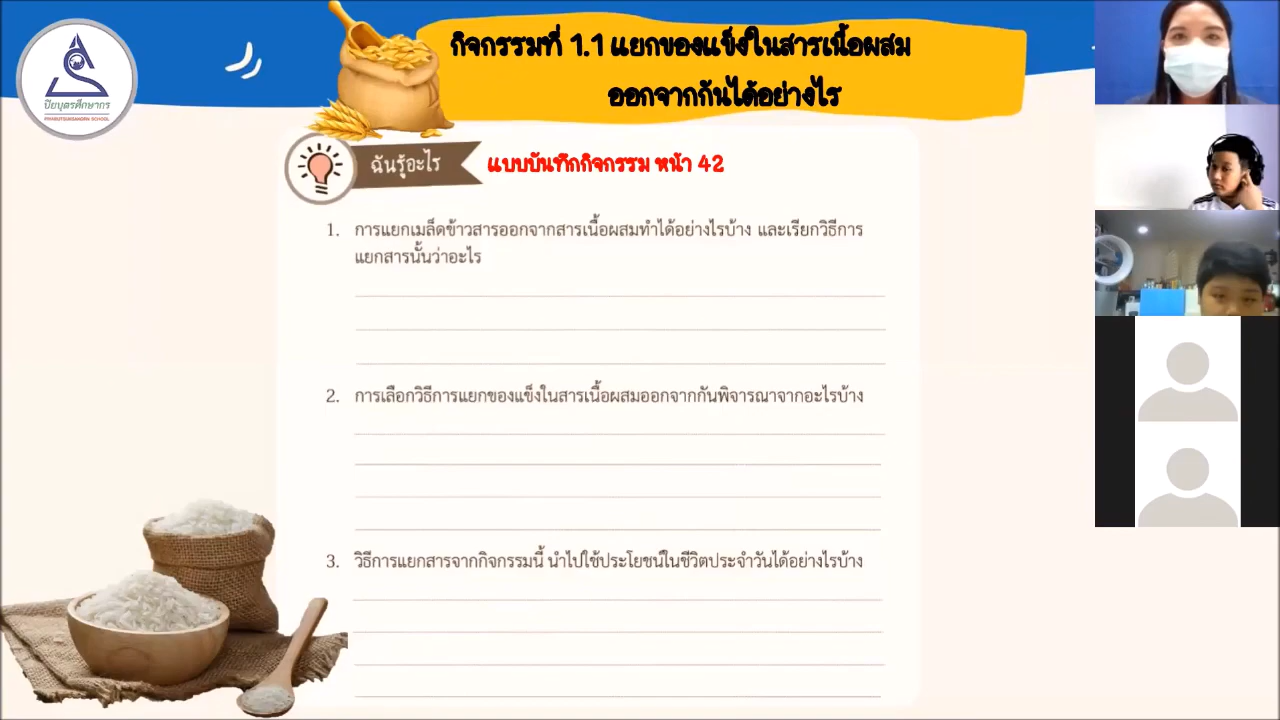 กิจกรรมที่ 1.1 แยกของแข็งในสารเนื้อผสม
ออกจากกันได้อย่างไร
ปิยบุตรศึกษากร
PIYABUTSUKSAGON SCHOOL
ฉันรู้อะไร
แบบบันทึกกิจกรรม หน้า 42
1. การแยกเมล็ดข้าวสารออกจากสารเนื้อผสมทำได้อย่างไรบ้าง และเรียกวิธีการ
แยกสารนั้นว่าอะไร
2. การเลือกวิธีการแยกของแข็งในสารเนื้อผสมออกจากกันพิจารณาจากอะไรบ้าง
3. วิธีการแยกสารจากกิจกรรมนี้ นำไปใช้ประโยชน์ในชีวิตประจำวันได้อย่างไรบ้าง